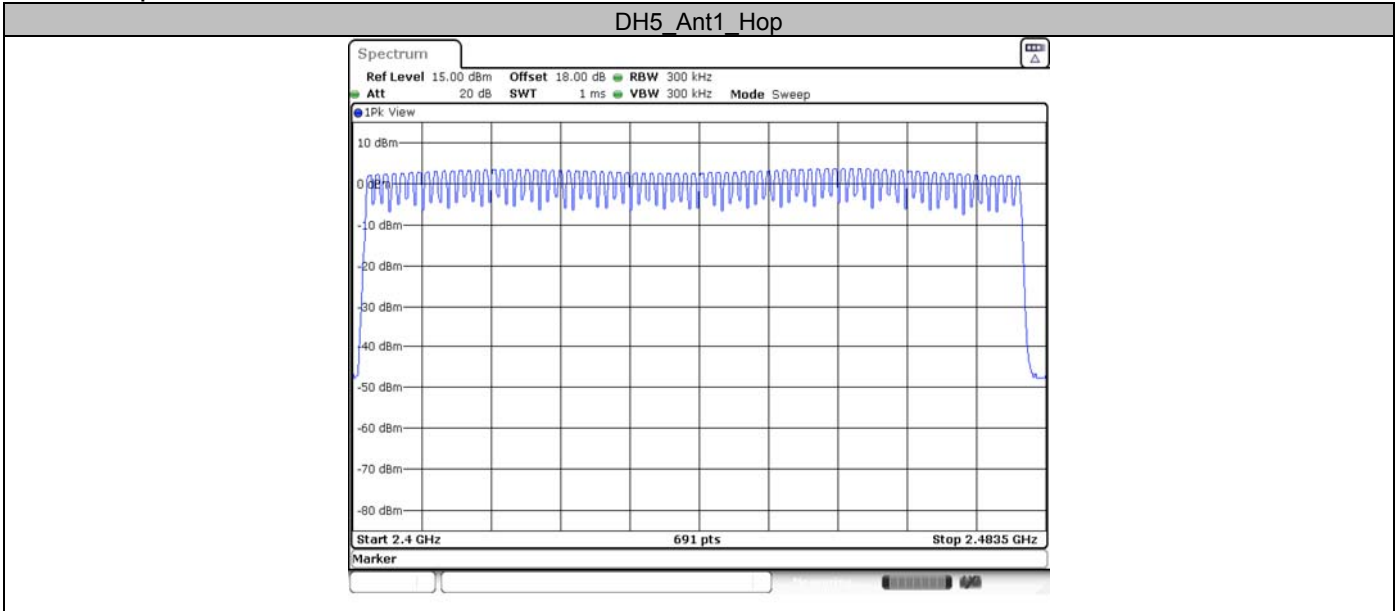 DH5_Ant1_Hop
Spectrum
Ref Level 15.00 dBm Offset 18.00 dB RBW 300 kHz
Att 20 dB SWT 1 ms VBW 300 kHz Mode Sweep
1Pk View
10 dBm
0 dBm
-10 dBm
-20 dBm
-30 dBm
-40 dBm
-50 dBm
-60 dBm
-70 dBm
-80 dBm
Start 2.4 GHz 691 pts Stop 2.4835 GHz
Marker